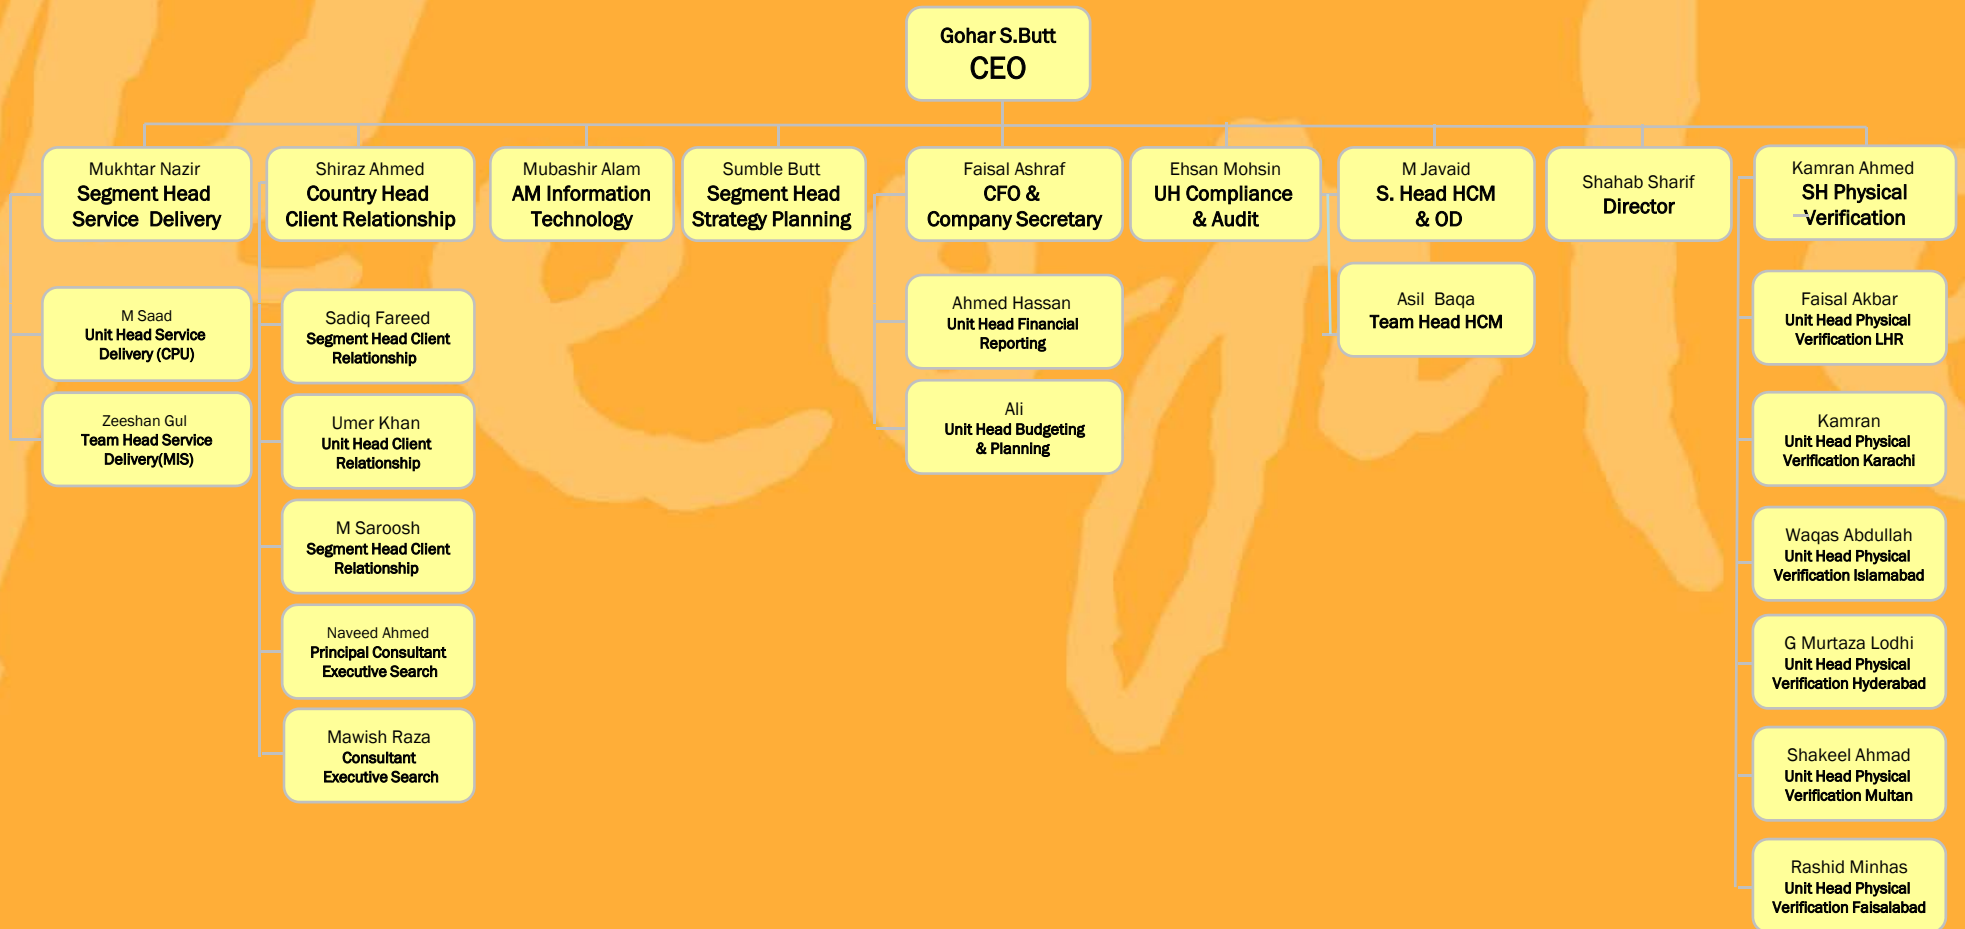 Gohar S.Butt
CEO
Mukhtar Nazir
Segment Head
Service Delivery
Shiraz Ahmed
Country Head
Client Relationship
Mubashir Alam
AM Information
Technology
Sumble Butt
Segment Head
Strategy Planning
Faisal Ashraf
CFO &
Company Secretary
Ehsan Mohsin
UH Compliance
& Audit
M Javaid
S. Head HCM
& OD
Shahab Sharif
Director
Kamran Ahmed
SH Physical
Verification
M Saad
Unit Head Service
Delivery (CPU)
Zeeshan Gul
Team Head Service
Delivery(MIS)
Sadiq Fareed
Segment Head Client
Relationship
Umer Khan
Unit Head Client
Relationship
M Saroosh
Segment Head Client
Relationship
Naveed Ahmed
Principal Consultant
Executive Search
Mawish Raza
Consultant
Executive Search
Ahmed Hassan
Unit Head Financial
Reporting
Ali
Unit Head Budgeting
& Planning
Asil Baqa
Team Head HCM
Faisal Akbar
Unit Head Physical
Verification LHR
Kamran
Unit Head Physical
Verification Karachi
Waqas Abdullah
Unit Head Physical
Verification Islamabad
G Murtaza Lodhi
Unit Head Physical
Verification Hyderabad
Shakeel Ahmad
Unit Head Physical
Verification Multan
Rashid Minhas
Unit Head Physical
Verification Faisalabad